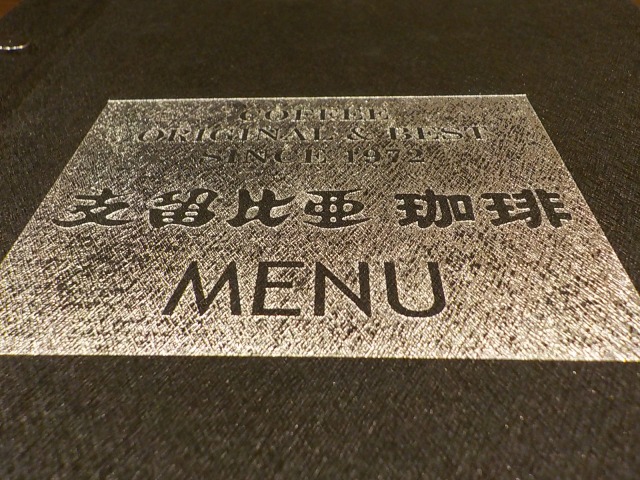 COFFEE
ORIGINAL & BEST
SINCE 1972
支留比亜 珈琲
MENU